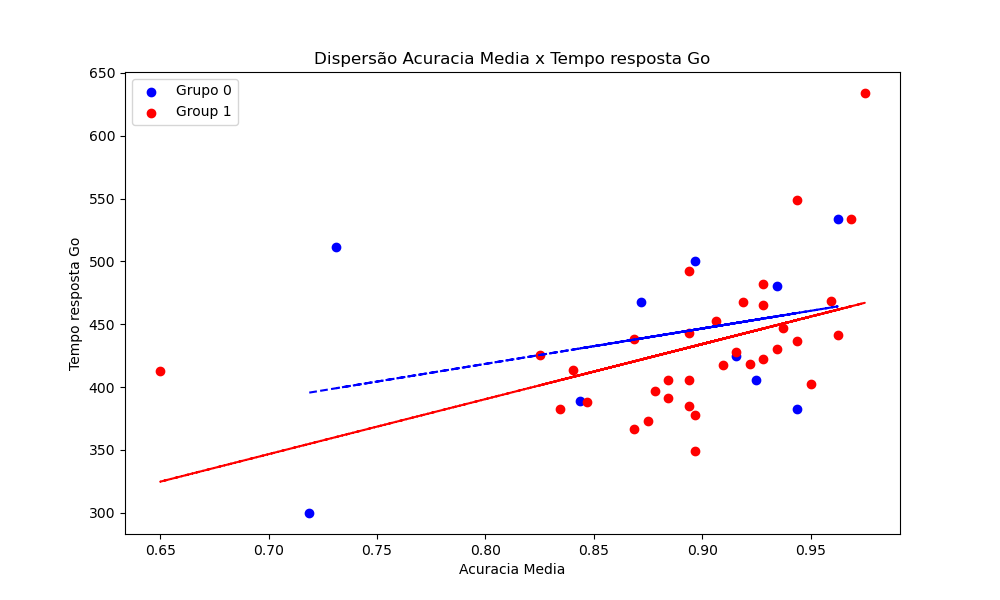 Dispersão Acuracia Media x Tempo resposta Go
Grupo 0
Group 1
Tempo resposta Go
650
600
550
500
450
400
350
300
0.65 0.70 0.75 0.80 0.85 0.90 0.95
Acuracia Media